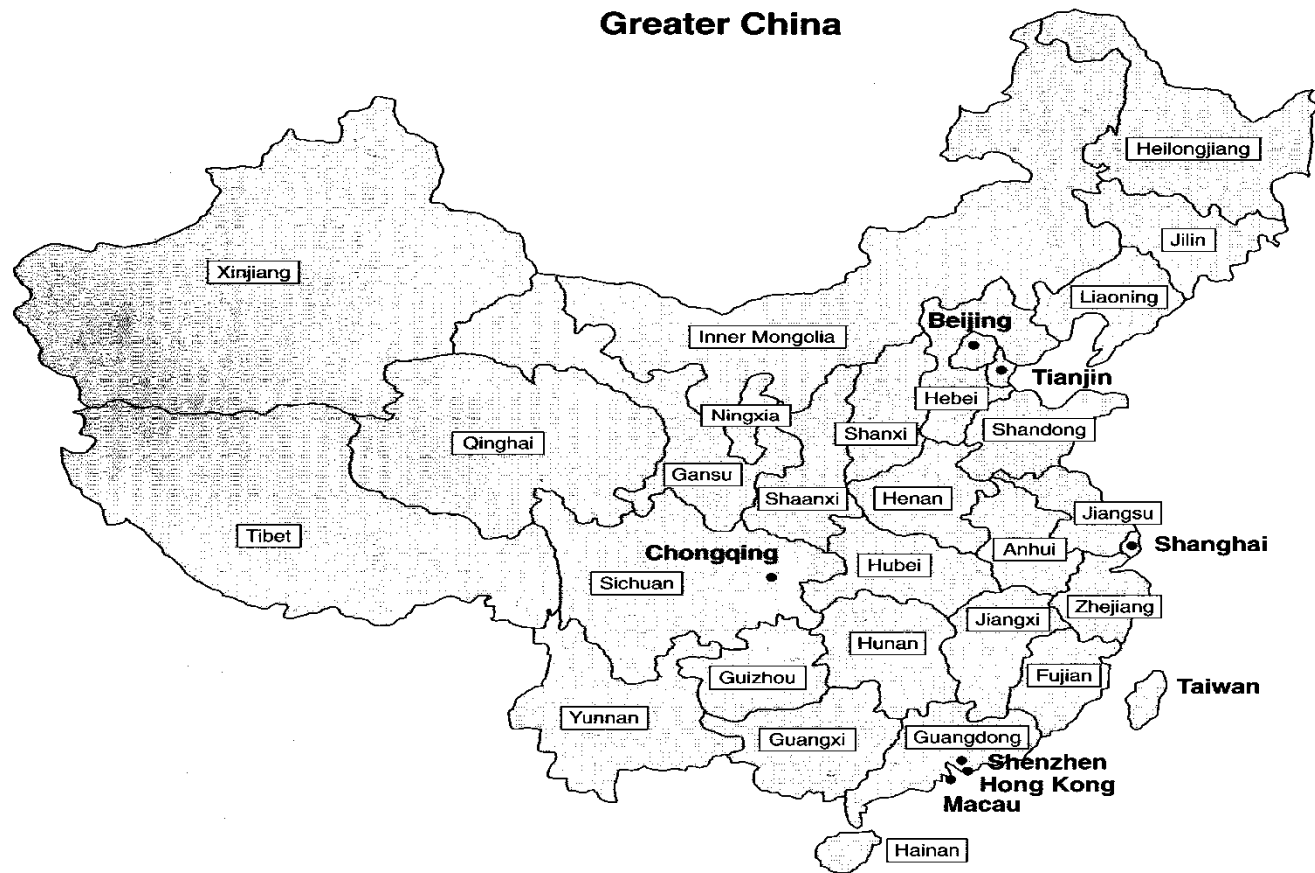 Greater China
Heilongjiang
Jilin
Xinjiang
Liaoning
Beijing
Inner Mongolia
Tianjin
Hebei
Ningxia
Shandong
Shanxi
Qinghai
Gansu
Henan
Shaanxi
Jiangsu
Tibet
Shanghai
Anhui
Chongqing
Hubei
Sichuan
Zhejiang
Jiangxi
Hunan
Fujian
Guizhou
Taiwan
Yunnan
Guangdong
Guangxi
Shenzhen
Hong Kong
Macau
Hainan